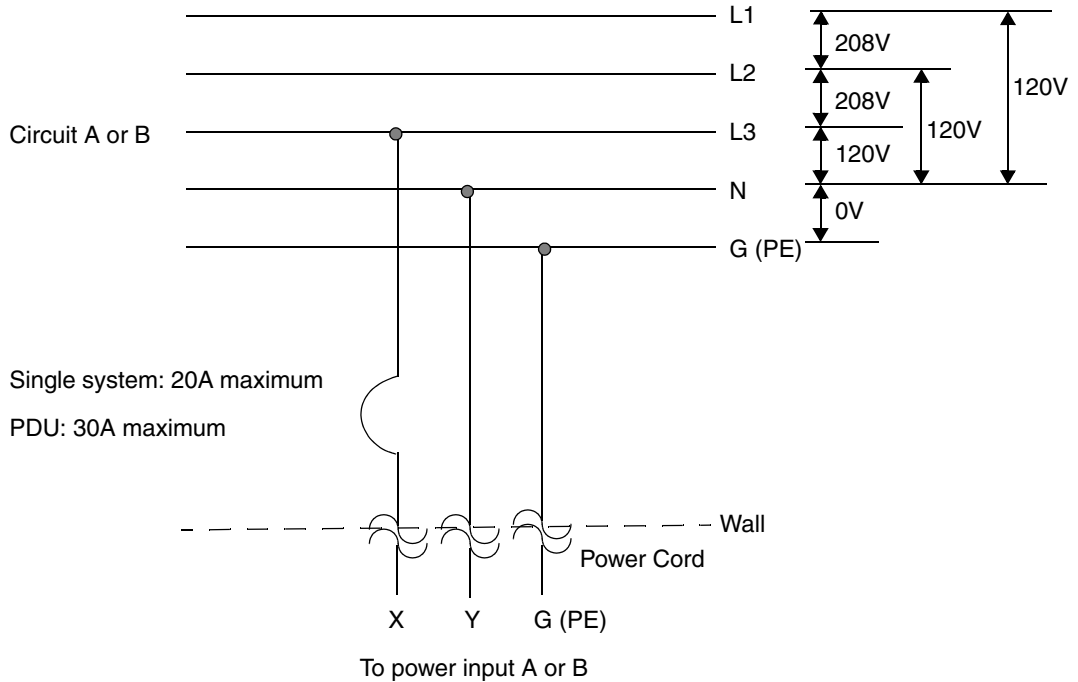 L1
208V
L2
120V
208V
Circuit A or B
L3
120V
120V
N
0V
G (PE)
Single system: 20A maximum
PDU: 30A maximum
Wall
Power Cord
X Y G (PE)
To power input A or B